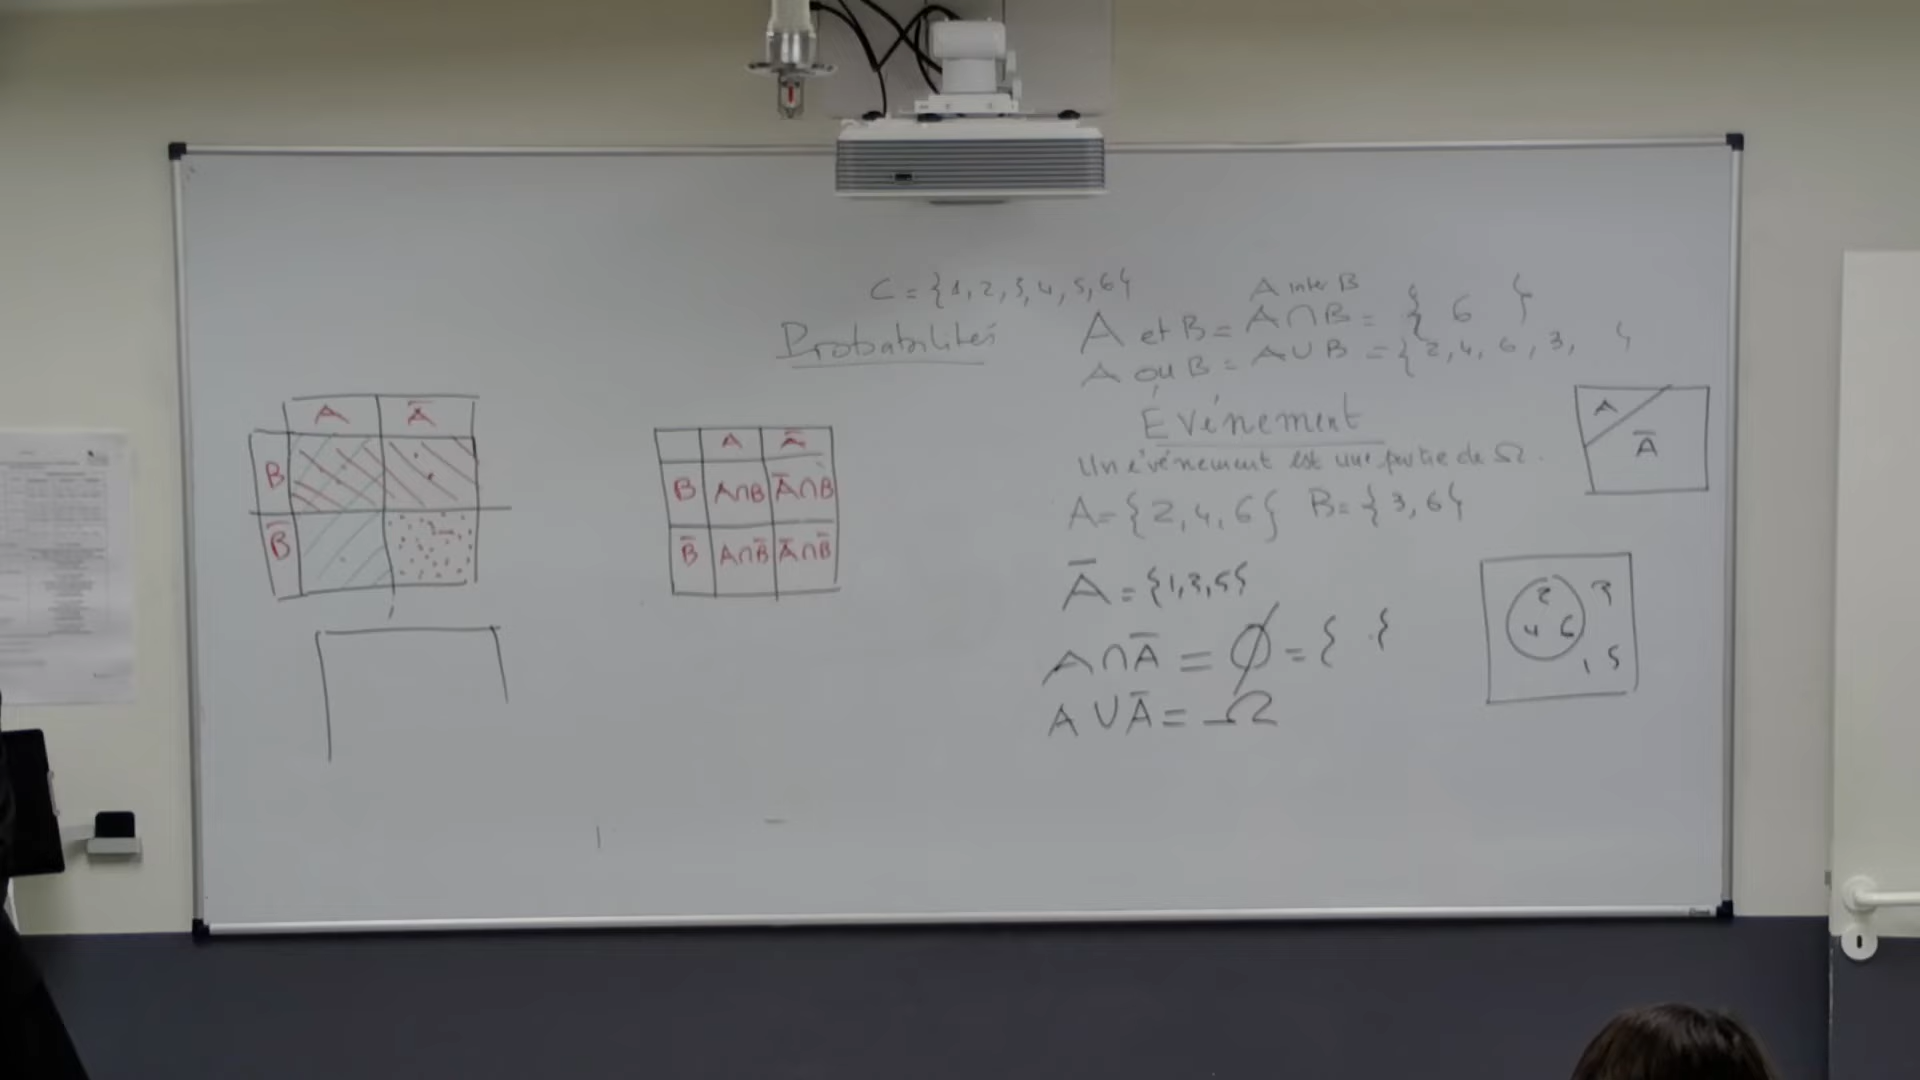 C = {1, 2, 3, 4, 5, 6}
Probabilités
A inter B
A et B = A∩B = { 6 }
A ou B = A∪B = {2, 4, 6, 3, }
Événement
Un événement est une partie de Ω.
A = {2, 4, 6} B = {3, 6}
Ā = {1, 3, 5}
A∩Ā = ∅ = { }
A∪Ā = Ω
A Ā
B
B̄
A Ā
B A∩B Ā∩B
B̄ A∩B̄ Ā∩B̄
A
Ā
2 3
4 6
1 5